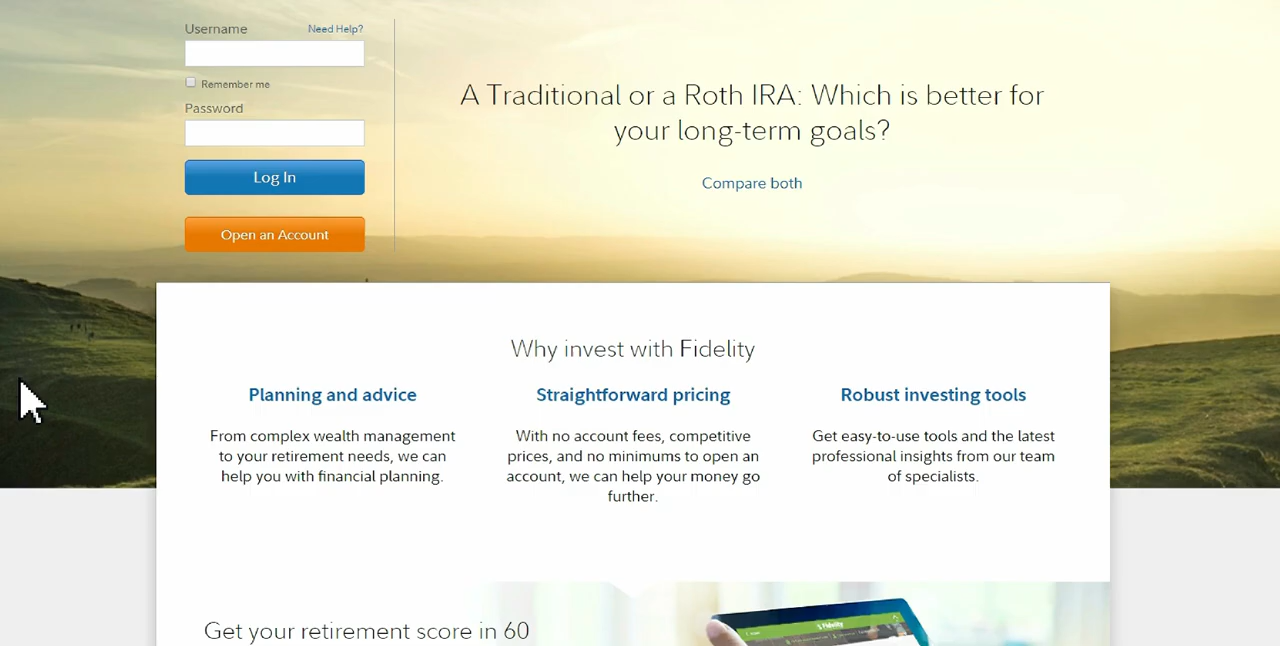 Username Need Help?
Remember me
Password
Log In
Open an Account
A Traditional or a Roth IRA: Which is better for
your long-term goals?
Compare both
Why invest with Fidelity
Planning and advice
From complex wealth management
to your retirement needs, we can
help you with financial planning.
Straightforward pricing
With no account fees, competitive
prices, and no minimums to open an
account, we can help your money go
further.
Robust investing tools
Get easy-to-use tools and the latest
professional insights from our team
of specialists.
Get your retirement score in 60
Fidelity